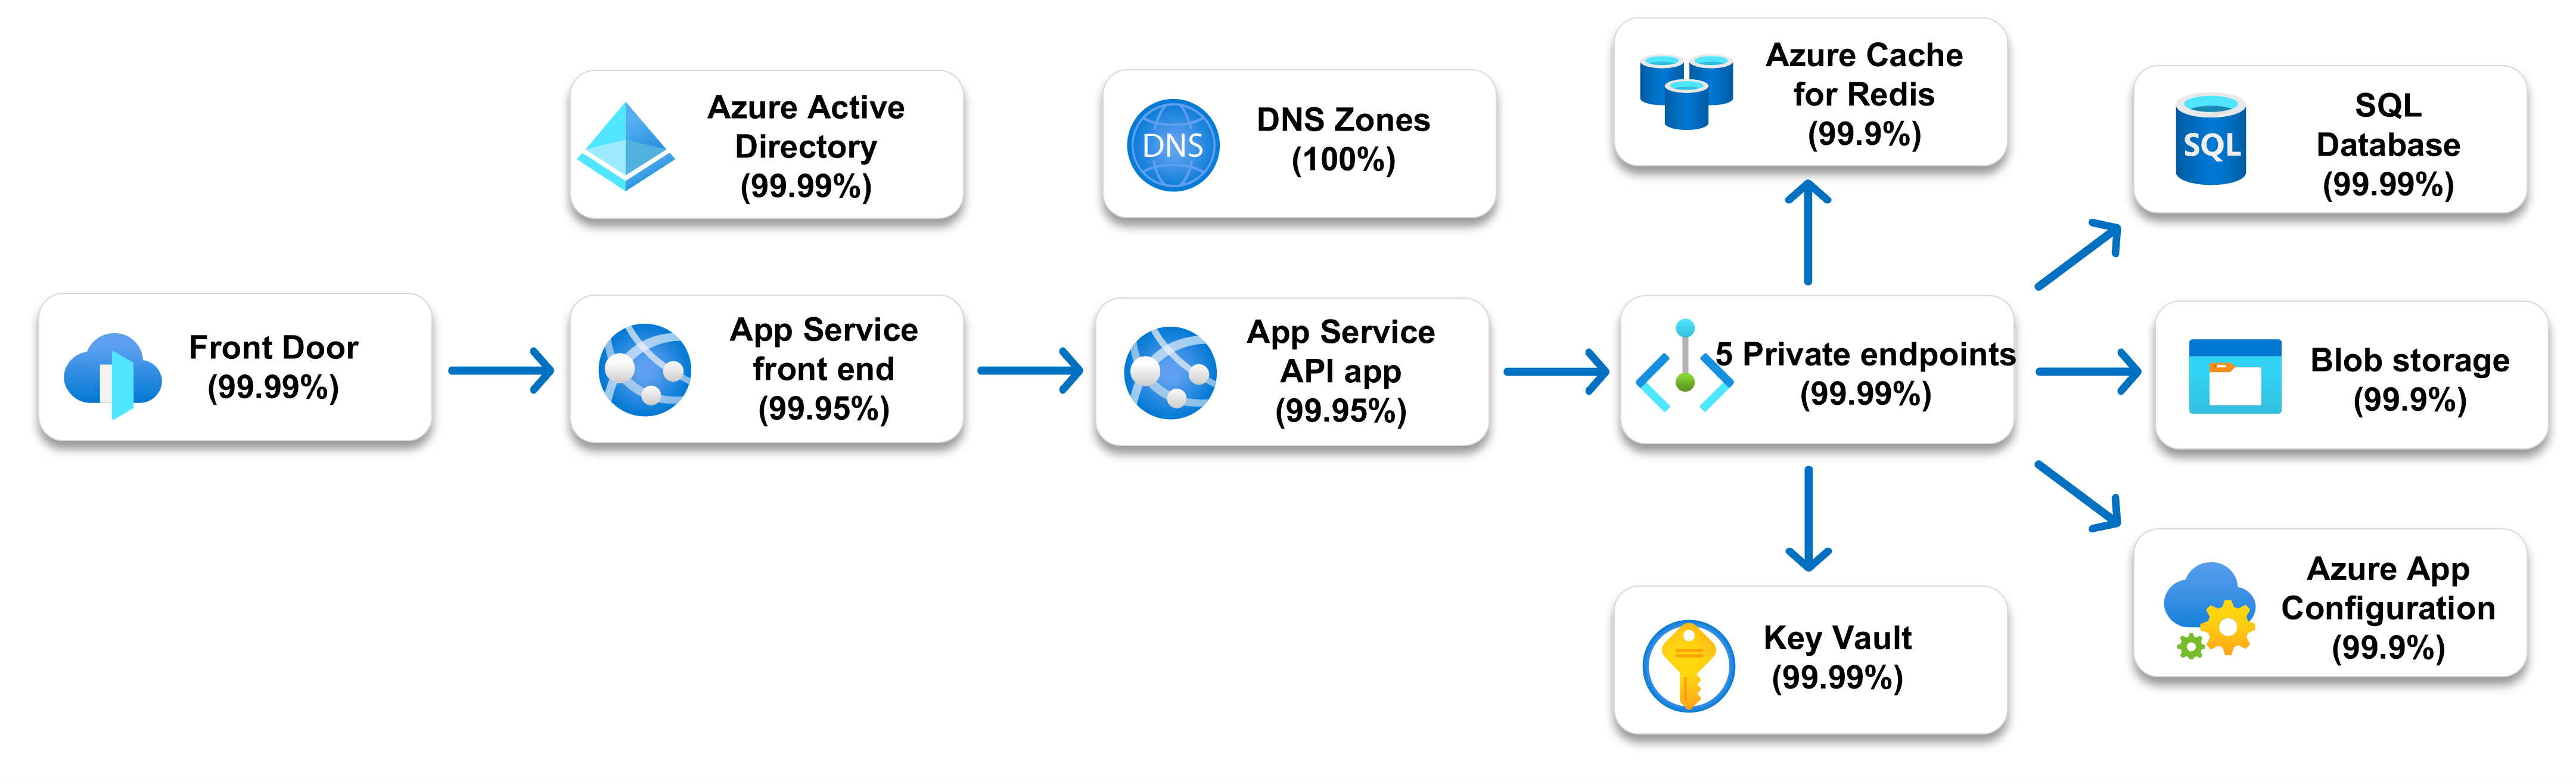 Azure Active
Directory
(99.99%)
DNS
DNS Zones
(100%)
Azure Cache
for Redis
(99.9%)
SQL
SQL
Database
(99.99%)
Front Door
(99.99%)
App Service
front end
(99.95%)
App Service
API app
(99.95%)
5 Private endpoints
(99.99%)
Blob storage
(99.9%)
Key Vault
(99.99%)
Azure App
Configuration
(99.9%)